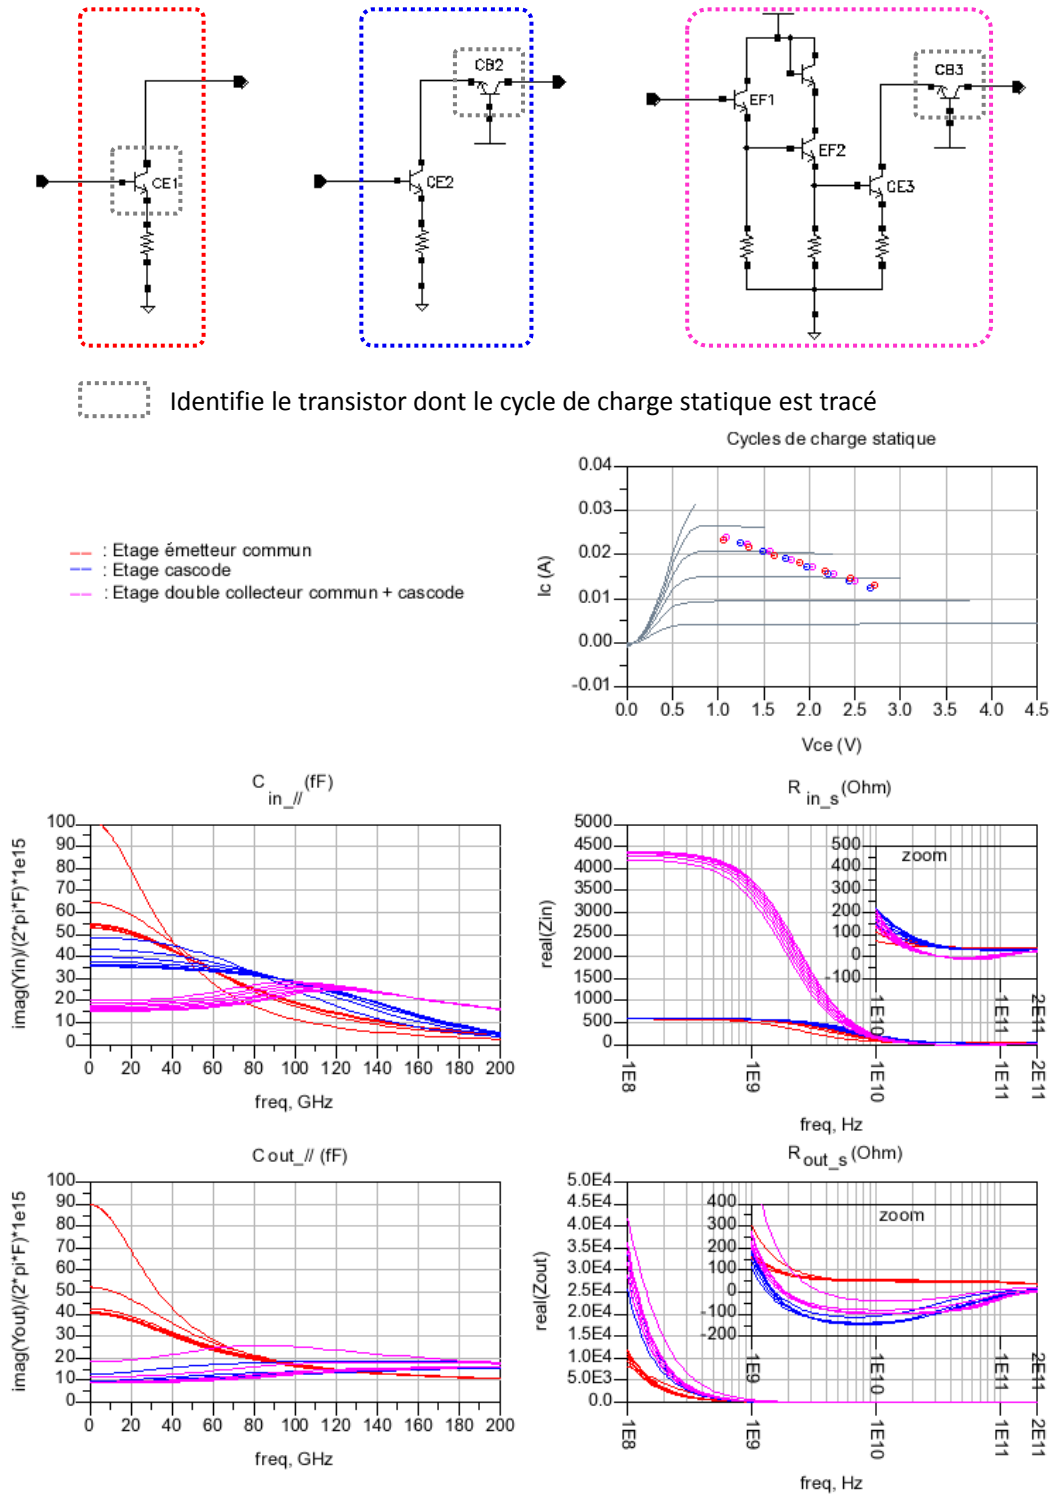 CB2
CB3
EF1
EF2
CE1
CE2
CE3
Identifie le transistor dont le cycle de charge statique est tracé
Cycles de charge statique
0.04
0.03
0.02
0.01
0.00
-0.01
Ic (A)
0.0 0.5 1.0 1.5 2.0 2.5 3.0 3.5 4.0 4.5
Vce (V)
: Etage émetteur commun
: Etage cascode
: Etage double collecteur commun + cascode
C in_// (fF)
100
90
80
70
60
50
40
30
20
10
0
imag(Yin)/(2*pi*F)*1e15
0 20 40 60 80 100 120 140 160 180 200
freq, GHz
R in_s (Ohm)
5000
4500
4000
3500
3000
2500
2000
1500
1000
500
0
real(Zin)
zoom
500
400
300
200
100
0
-100
1E10
1E11
2E11
1E8
1E9
1E10
1E11
2E11
freq, Hz
Cout_// (fF)
100
90
80
70
60
50
40
30
20
10
0
imag(Yout)/(2*pi*F)*1e15
0 20 40 60 80 100 120 140 160 180 200
freq, GHz
R out_s (Ohm)
5.0E4
4.5E4
4.0E4
3.5E4
3.0E4
2.5E4
2.0E4
1.5E4
1.0E4
5.0E3
0.0
real(Zout)
zoom
400
300
200
100
0
-100
-200
1E9
1E10
1E11
2E11
1E8
1E9
1E10
1E11
2E11
freq, Hz